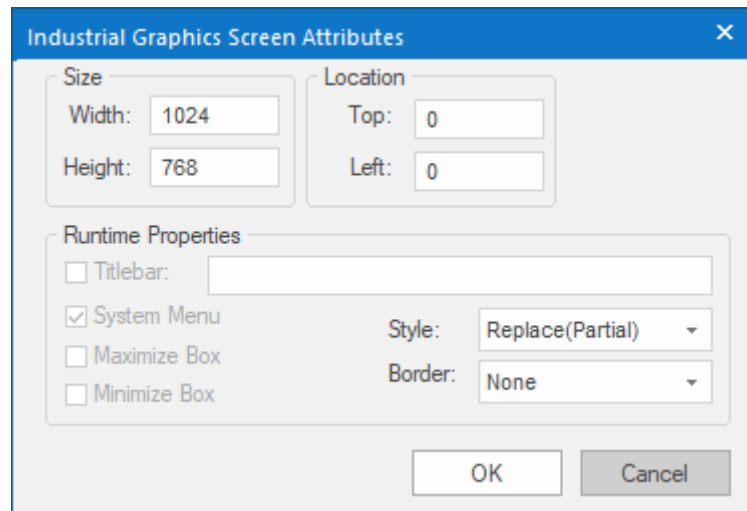 Industrial Graphics Screen Attributes
Size
Width: 1024
Height: 768
Location
Top: 0
Left: 0
Runtime Properties
Titlebar:
System Menu
Maximize Box
Minimize Box
Style: Replace(Partial)
Border: None
OK
Cancel